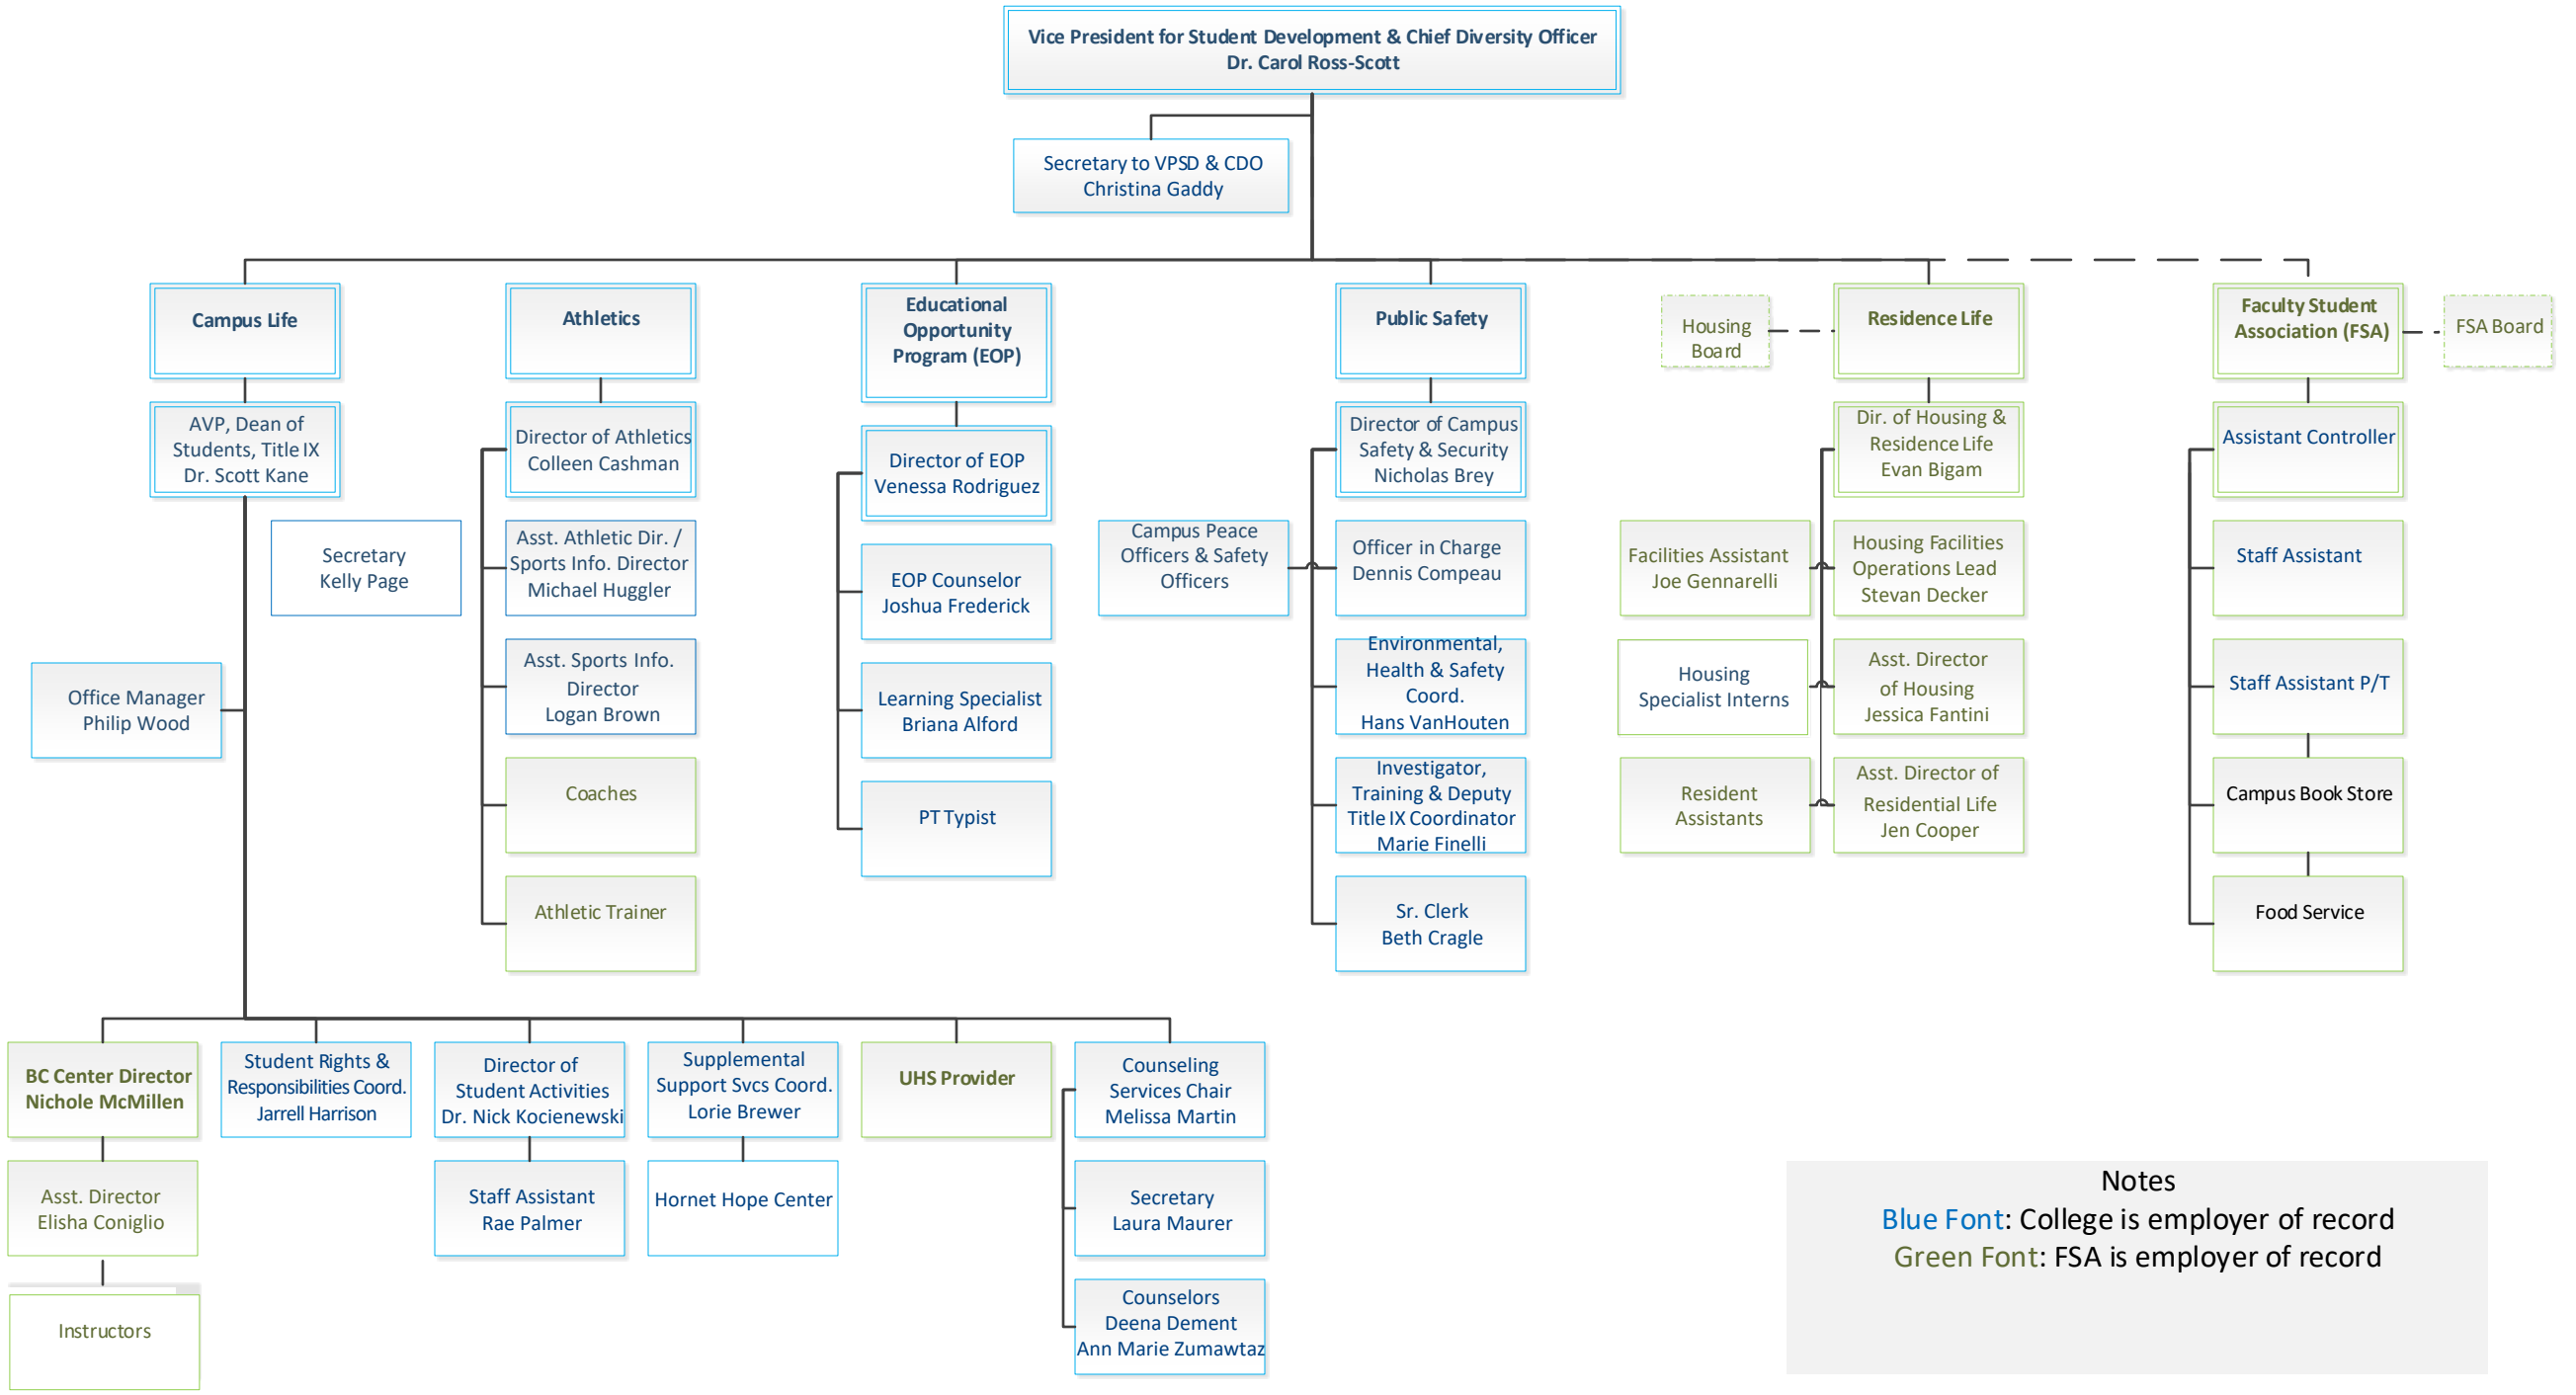 Vice President for Student Development & Chief Diversity Officer
Dr. Carol Ross-Scott
Secretary to VPSD & CDO
Christina Gaddy
Campus Life
Athletics
Educational
Opportunity
Program (EOP)
Public Safety
Housing
Board
Residence Life
Faculty Student
Association (FSA)
FSA Board
AVP, Dean of
Students, Title IX
Dr. Scott Kane
Secretary
Kelly Page
Office Manager
Philip Wood
Director of Athletics
Colleen Cashman
Asst. Athletic Dir. /
Sports Info. Director
Michael Huggler
Asst. Sports Info.
Director
Logan Brown
Coaches
Athletic Trainer
Director of EOP
Venessa Rodriguez
EOP Counselor
Joshua Frederick
Learning Specialist
Briana Alford
PT Typist
Director of Campus
Safety & Security
Nicholas Brey
Campus Peace
Officers & Safety
Officers
Officer in Charge
Dennis Compeau
Environmental,
Health & Safety
Coord.
Hans VanHouten
Investigator,
Training & Deputy
Title IX Coordinator
Marie Finelli
Sr. Clerk
Beth Cragle
Dir. of Housing &
Residence Life
Evan Bigam
Facilities Assistant
Joe Gennarelli
Housing Facilities
Operations Lead
Stevan Decker
Housing
Specialist Interns
Asst. Director
of Housing
Jessica Fantini
Resident
Assistants
Asst. Director of
Residential Life
Jen Cooper
Assistant Controller
Staff Assistant
Staff Assistant P/T
Campus Book Store
Food Service
BC Center Director
Nichole McMillen
Asst. Director
Elisha Coniglio
Instructors
Student Rights &
Responsibilities Coord.
Jarrell Harrison
Director of
Student Activities
Dr. Nick Kocienewski
Staff Assistant
Rae Palmer
Supplemental
Support Svcs Coord.
Lorie Brewer
Hornet Hope Center
UHS Provider
Counseling
Services Chair
Melissa Martin
Secretary
Laura Maurer
Counselors
Deena Dement
Ann Marie Zumawtaz
Notes
Blue Font: College is employer of record
Green Font: FSA is employer of record